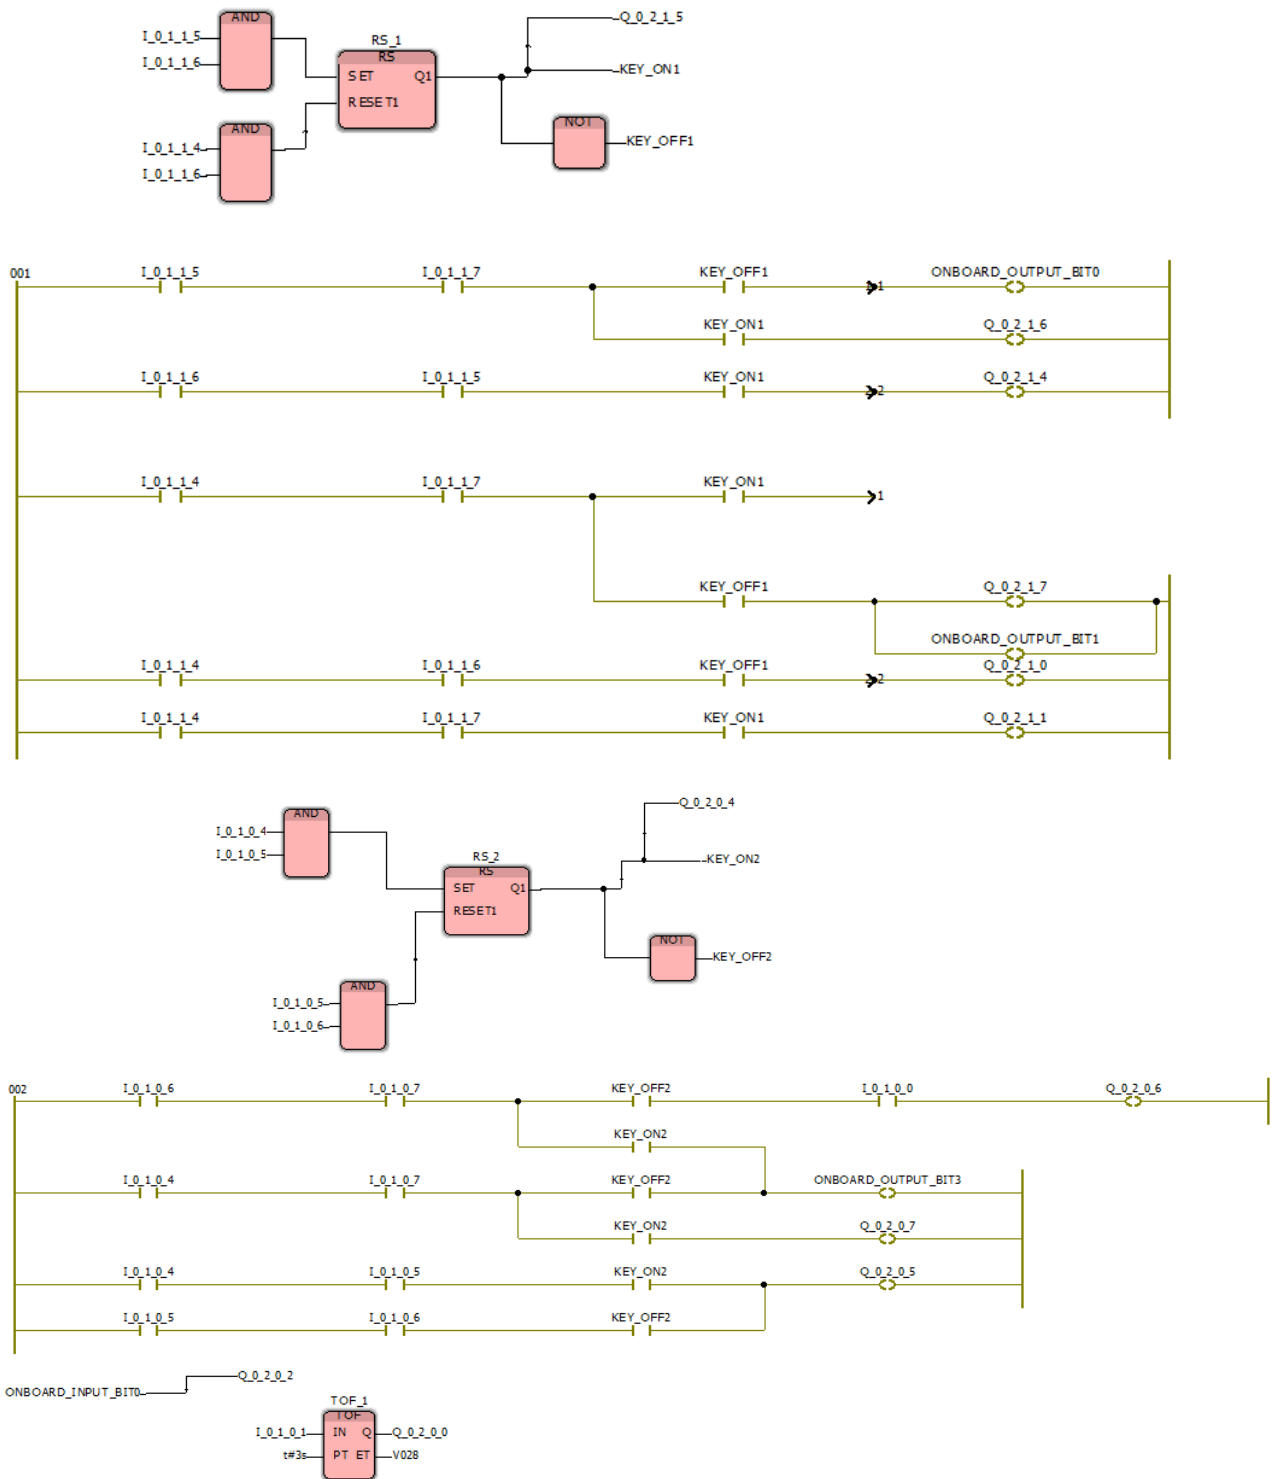 AND
Q_0_2_1_5
I_0_1_1_5
RS_1
RS
I_0_1_1_6
SET Q1
KEY_ON1
RESET1
AND
NOT
I_0_1_1_4
KEY_OFF1
I_0_1_1_6
001
I_0_1_1_5 I_0_1_1_7 KEY_OFF1 ONBOARD_OUTPUT_BIT0
1
KEY_ON1 Q_0_2_1_6
I_0_1_1_6 I_0_1_1_5 KEY_ON1 Q_0_2_1_4
2
I_0_1_1_4 I_0_1_1_7 KEY_ON1
1
KEY_OFF1 Q_0_2_1_7
ONBOARD_OUTPUT_BIT1
I_0_1_1_4 I_0_1_1_6 KEY_OFF1 Q_0_2_1_0
2
I_0_1_1_4 I_0_1_1_7 KEY_ON1 Q_0_2_1_1
Q_0_2_0_4
AND
I_0_1_0_4
I_0_1_0_5
RS_2
KEY_ON2
RS
SET Q1
RESET1
NOT
KEY_OFF2
AND
I_0_1_0_5
I_0_1_0_6
002
I_0_1_0_6 I_0_1_0_7 KEY_OFF2 I_0_1_0_0 Q_0_2_0_6
KEY_ON2
I_0_1_0_4 I_0_1_0_7 KEY_OFF2 ONBOARD_OUTPUT_BIT3
KEY_ON2 Q_0_2_0_7
I_0_1_0_4 I_0_1_0_5 KEY_ON2 Q_0_2_0_5
I_0_1_0_5 I_0_1_0_6 KEY_OFF2
Q_0_2_0_2
ONBOARD_INPUT_BIT0
TOF_1
TOF
I_0_1_0_1 IN Q Q_0_2_0_0
t#3s PT ET V028